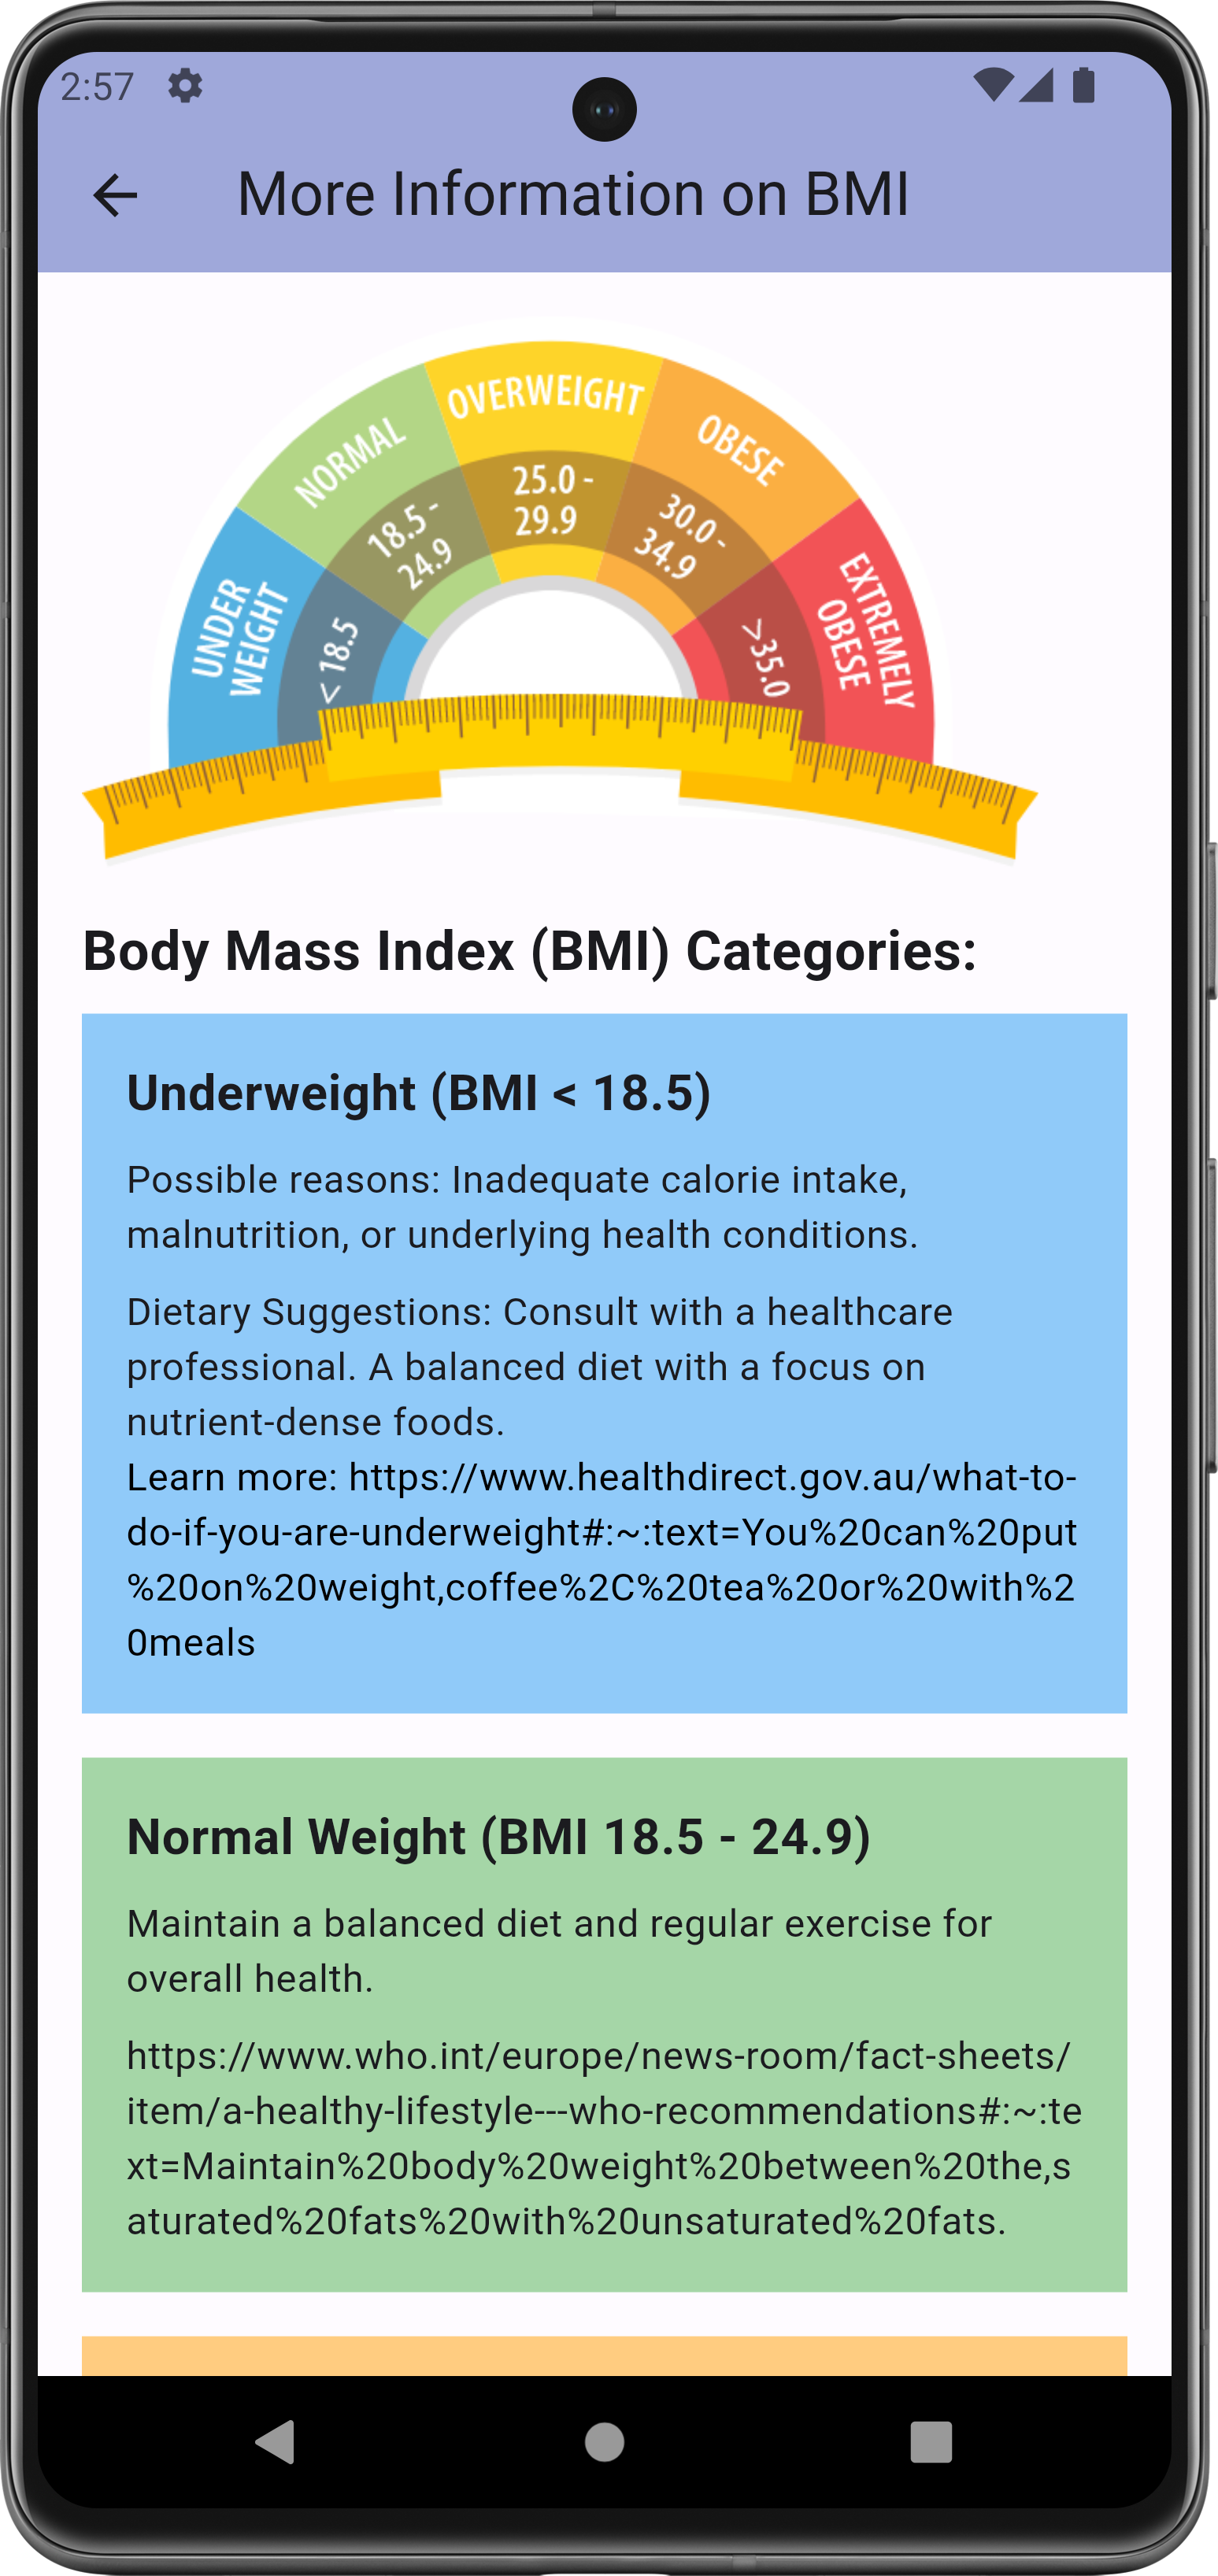 2:57
More Information on BMI
UNDER
WEIGHT
< 18.5
NORMAL
18.5 -
24.9
OVERWEIGHT
25.0 -
29.9
OBESE
30.0 -
34.9
EXTREMELY
OBESE
>35.0
Body Mass Index (BMI) Categories:
Underweight (BMI < 18.5)
Possible reasons: Inadequate calorie intake,
malnutrition, or underlying health conditions.
Dietary Suggestions: Consult with a healthcare
professional. A balanced diet with a focus on
nutrient-dense foods.
Learn more: https://www.healthdirect.gov.au/what-to-
do-if-you-are-underweight#:~:text=You%20can%20put
%20on%20weight,coffee%2C%20tea%20or%20with%2
0meals
Normal Weight (BMI 18.5 - 24.9)
Maintain a balanced diet and regular exercise for
overall health.
https://www.who.int/europe/news-room/fact-sheets/
item/a-healthy-lifestyle---who-recommendations#:~:te
xt=Maintain%20body%20weight%20between%20the,s
aturated%20fats%20with%20unsaturated%20fats.